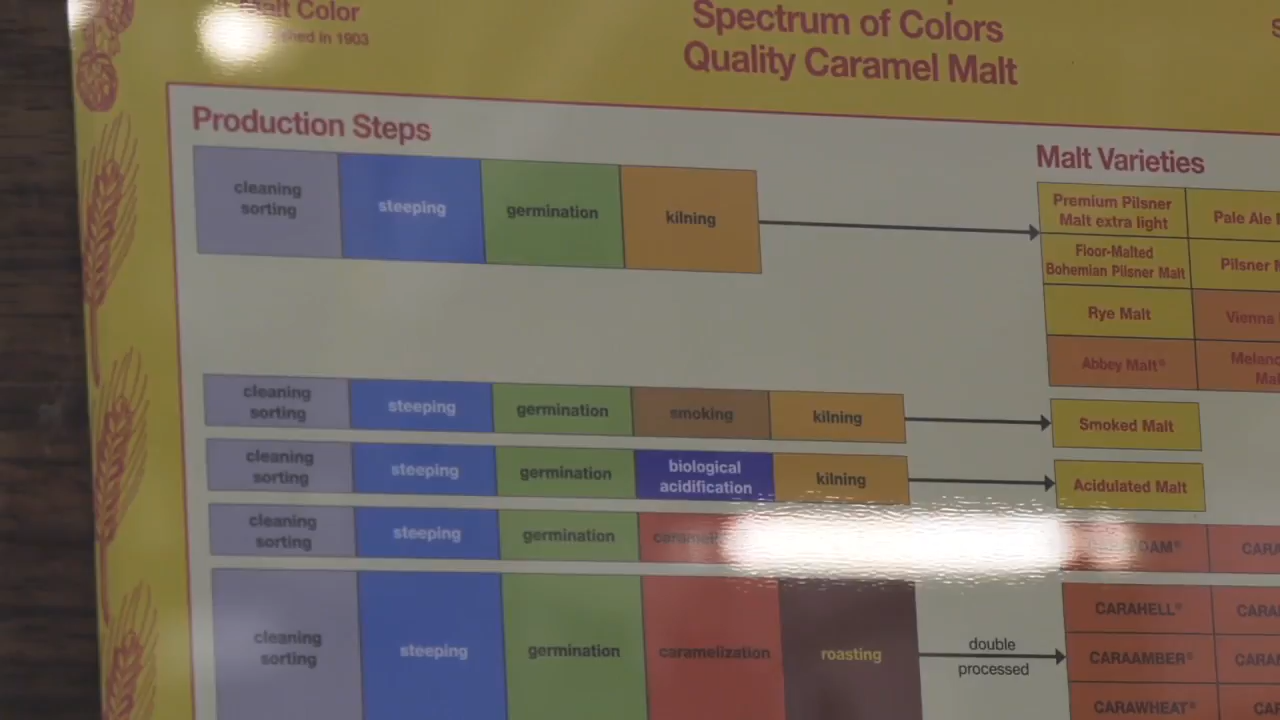 Malt Color
in 1903
Spectrum of Colors
Quality Caramel Malt
Production Steps
Malt Varieties
cleaning
sorting
steeping
germination
kilning
Premium Pilsner
Malt extra light
Pale Ale
Floor-Malted
Bohemian Pilsner Malt
Pilsner
Rye Malt
Vienna
Abbey Malt®
cleaning
sorting
steeping
germination
smoking
kilning
Smoked Malt
cleaning
sorting
steeping
germination
biological
acidification
kilning
Acidulated Malt
cleaning
sorting
steeping
germination
cleaning
sorting
steeping
germination
caramelization
roasting
double
processed
CARAHELL®
CARAAMBER®
CARAWHEAT®